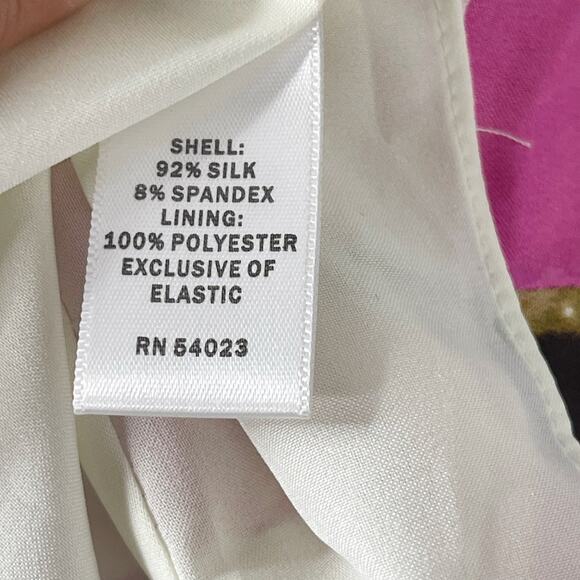 SHELL:
92% SILK
8% SPANDEX
LINING:
100% POLYESTER
EXCLUSIVE OF
ELASTIC
RN 54023